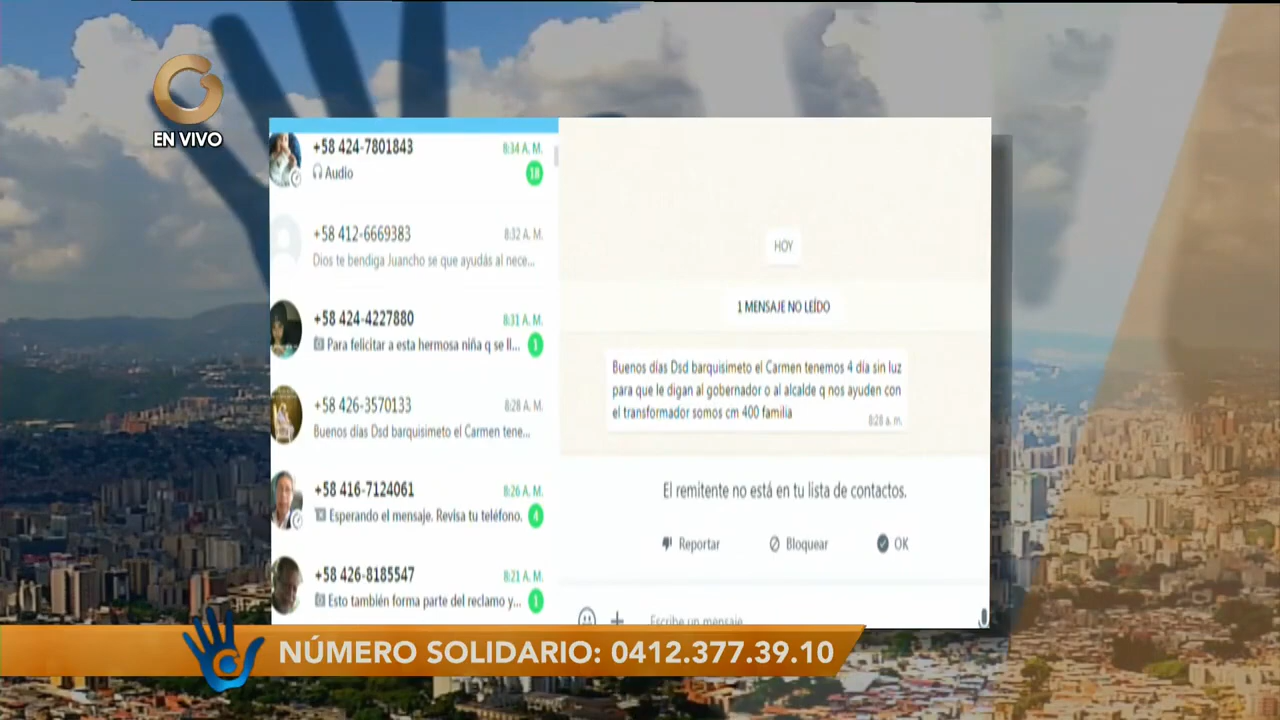 EN VIVO
+58 424-7801843
8:34 A. M.
Audio
18
+58 412-6669383
8:32 A. M.
Dios te bendiga Juancho se que ayudás al nece...
+58 424-4227880
8:31 A. M.
Para felicitar a esta hermosa niña q se ll...
1
+58 426-3570133
8:28 A. M.
Buenos días Dsd barquisimeto el Carmen tene...
+58 416-7124061
8:26 A. M.
Esperando el mensaje. Revisa tu teléfono.
4
+58 426-8185547
8:21 A. M.
Esto también forma parte del reclamo y...
1
HOY
1 MENSAJE NO LEÍDO
Buenos días Dsd barquisimeto el Carmen tenemos 4 día sin luz
para que le digan al gobernador o al alcalde q nos ayuden con
el transformador somos cm 400 familia
8:28 a. m.
El remitente no está en tu lista de contactos.
Reportar
Bloquear
OK
Escribe un mensaje
NÚMERO SOLIDARIO: 0412.377.39.10